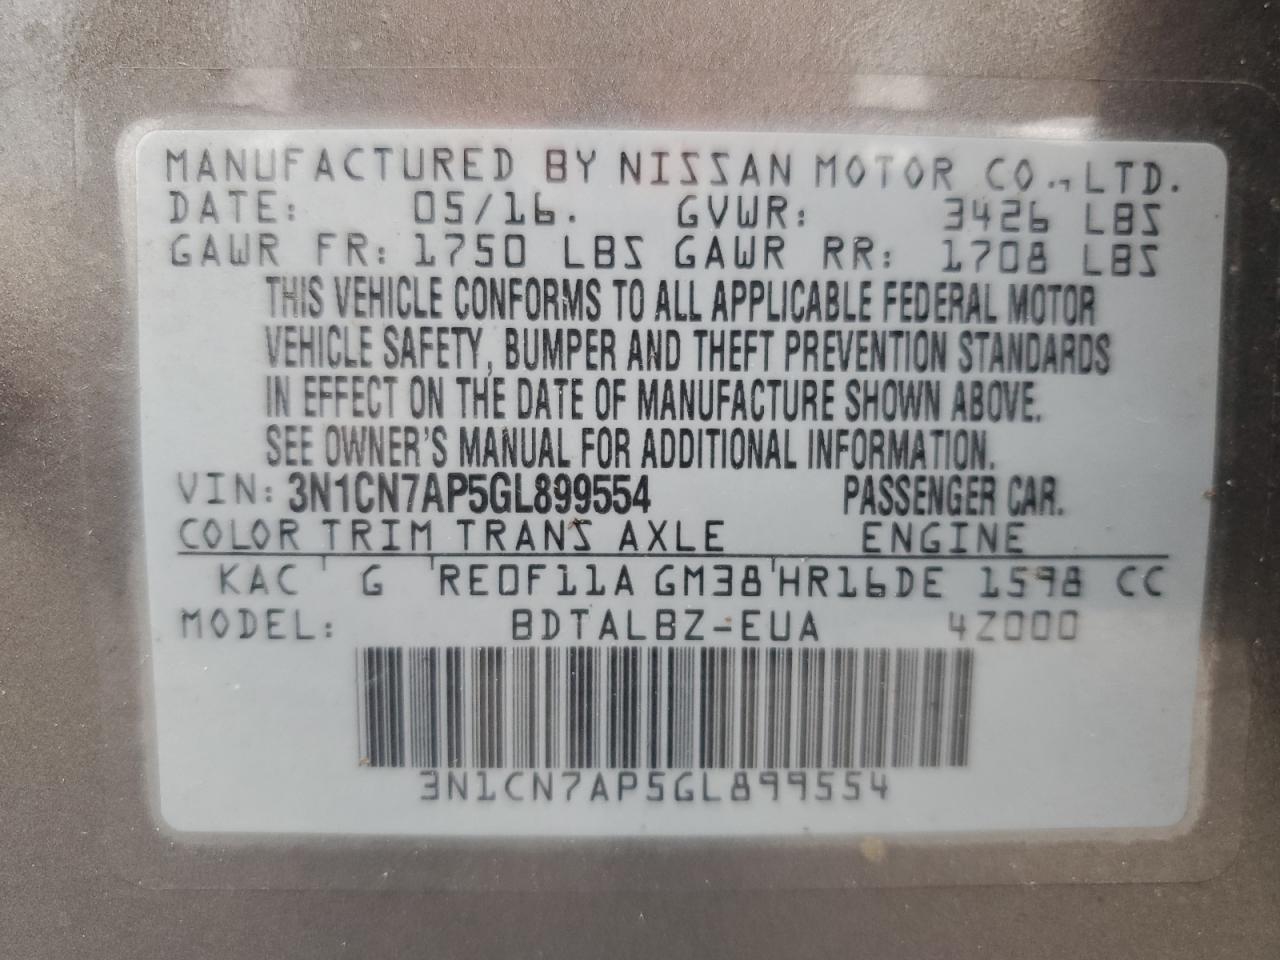 MANUFACTURED BY NISSAN MOTOR CO., LTD.
DATE: 05/16. GVWR: 3426 LBS
GAWR FR: 1750 LBS GAWR RR: 1708 LBS
THIS VEHICLE CONFORMS TO ALL APPLICABLE FEDERAL MOTOR
VEHICLE SAFETY, BUMPER AND THEFT PREVENTION STANDARDS
IN EFFECT ON THE DATE OF MANUFACTURE SHOWN ABOVE.
SEE OWNER'S MANUAL FOR ADDITIONAL INFORMATION.
VIN: 3N1CN7AP5GL899554 PASSENGER CAR.
COLOR TRIM TRANS AXLE ENGINE
KAC G RE0F11A GM38 HR16DE 1598 CC
MODEL: BDTALBZ-EUA 4Z000
3N1CN7AP5GL899554